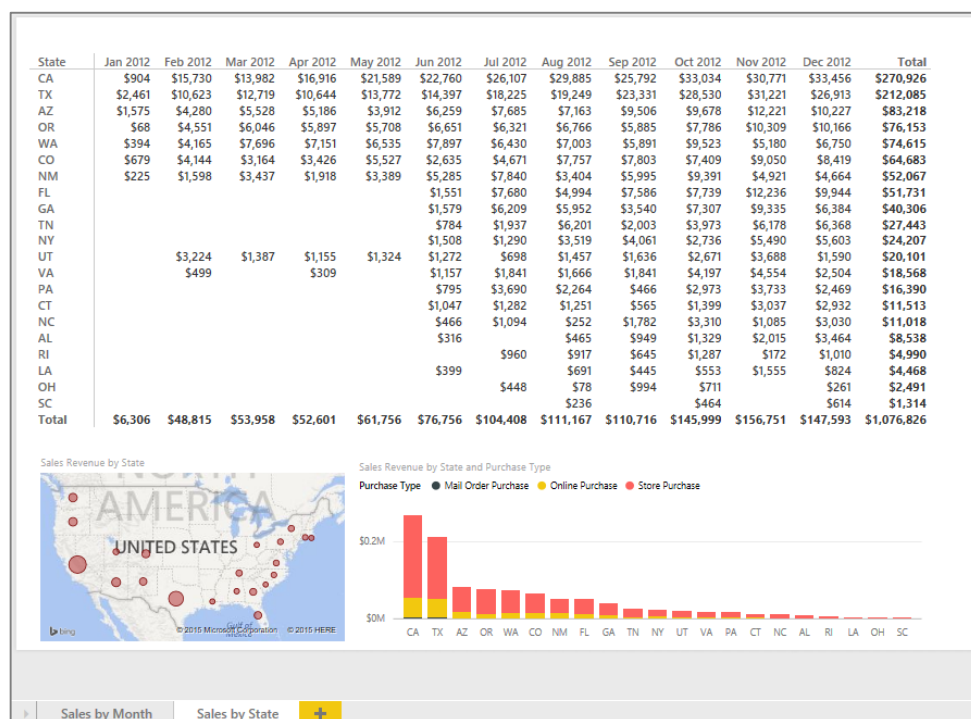 State Jan 2012 Feb 2012 Mar 2012 Apr 2012 May 2012 Jun 2012 Jul 2012 Aug 2012 Sep 2012 Oct 2012 Nov 2012 Dec 2012 Total
CA $904 $15,730 $13,982 $16,916 $21,589 $22,760 $26,107 $29,885 $25,792 $33,034 $30,771 $33,456 $270,926
TX $2,461 $10,623 $12,719 $10,644 $13,772 $14,397 $18,225 $19,249 $23,331 $28,530 $31,221 $26,913 $212,085
AZ $1,575 $4,280 $5,528 $5,186 $3,912 $6,259 $7,685 $7,163 $9,506 $9,678 $12,221 $10,227 $83,218
OR $68 $4,551 $6,046 $5,897 $5,708 $6,651 $6,321 $6,766 $5,885 $7,786 $10,309 $10,166 $76,153
WA $394 $4,165 $7,696 $7,151 $6,535 $7,897 $6,430 $7,003 $5,891 $9,523 $5,180 $6,750 $74,615
CO $679 $4,144 $3,164 $3,426 $5,527 $2,635 $4,671 $7,757 $7,803 $7,409 $9,050 $8,419 $64,683
NM $225 $1,598 $3,437 $1,918 $3,389 $5,285 $7,840 $3,404 $5,995 $9,391 $4,921 $4,664 $52,067
FL $1,551 $7,680 $4,994 $7,586 $7,739 $12,236 $9,944 $51,731
GA $1,579 $6,209 $5,952 $3,540 $7,307 $9,335 $6,384 $40,306
TN $784 $1,937 $6,201 $2,003 $3,973 $6,178 $6,368 $27,443
NY $1,508 $1,290 $3,519 $4,061 $2,736 $5,490 $5,603 $24,207
UT $3,224 $1,387 $1,155 $1,324 $1,272 $698 $1,457 $1,636 $2,671 $3,688 $1,590 $20,101
VA $499 $309 $1,157 $1,841 $1,666 $1,841 $4,197 $4,554 $2,504 $18,568
PA $795 $3,690 $2,264 $466 $2,973 $3,733 $2,469 $16,390
CT $1,047 $1,282 $1,251 $565 $1,399 $3,037 $2,932 $11,513
NC $466 $1,094 $252 $1,782 $3,310 $1,085 $3,030 $11,018
AL $316 $465 $949 $1,329 $2,015 $3,464 $8,538
RI $960 $917 $645 $1,287 $172 $1,010 $4,990
LA $399 $691 $445 $553 $1,555 $824 $4,468
OH $448 $78 $994 $711 $261 $2,491
SC $236 $464 $614 $1,314
Total $6,306 $48,815 $53,958 $52,601 $61,756 $76,756 $104,408 $111,167 $110,716 $145,999 $156,751 $147,593 $1,076,826
Sales Revenue by State
NORTH
AMERICA
UNITED STATES
Gulf of
Mexico
bing
© 2015 Microsoft Corporation © 2015 HERE
Sales Revenue by State and Purchase Type
Purchase Type Mail Order Purchase Online Purchase Store Purchase
$0.2M
$0M
CA TX AZ OR WA CO NM FL GA TN NY UT VA PA CT NC AL RI LA OH SC
Sales by Month Sales by State +